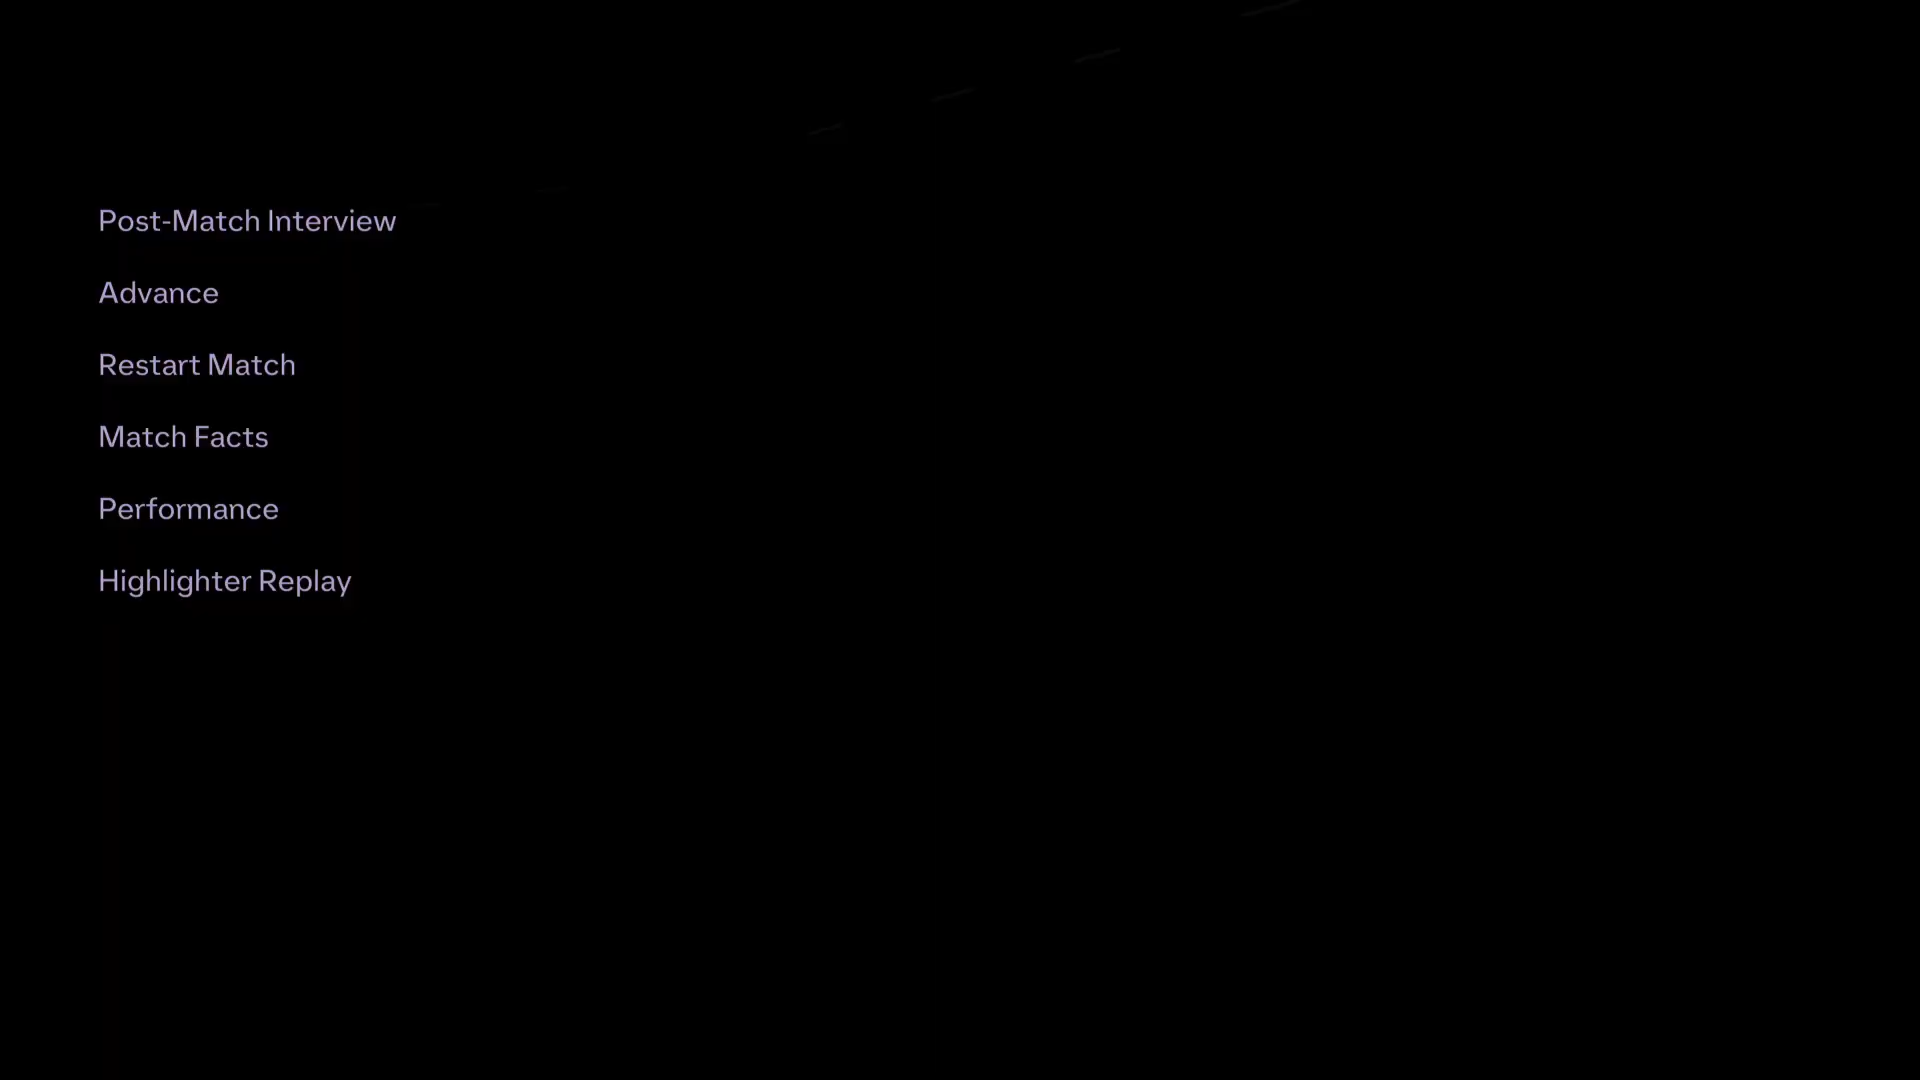 Post-Match Interview
Advance
Restart Match
Match Facts
Performance
Highlighter Replay